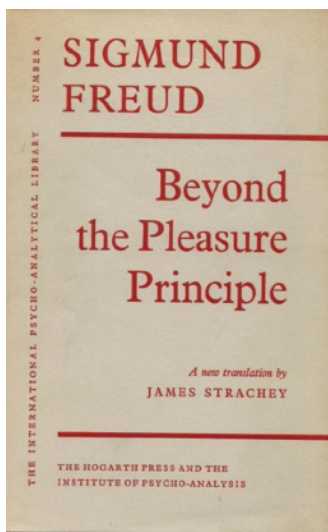 SIGMUND
FREUD
Beyond
the Pleasure
Principle
A new translation by
JAMES STRACHEY
THE HOGARTH PRESS AND THE
INSTITUTE OF PSYCHO-ANALYSIS
THE INTERNATIONAL PSYCHO-ANALYTICAL LIBRARY NUMBER 4